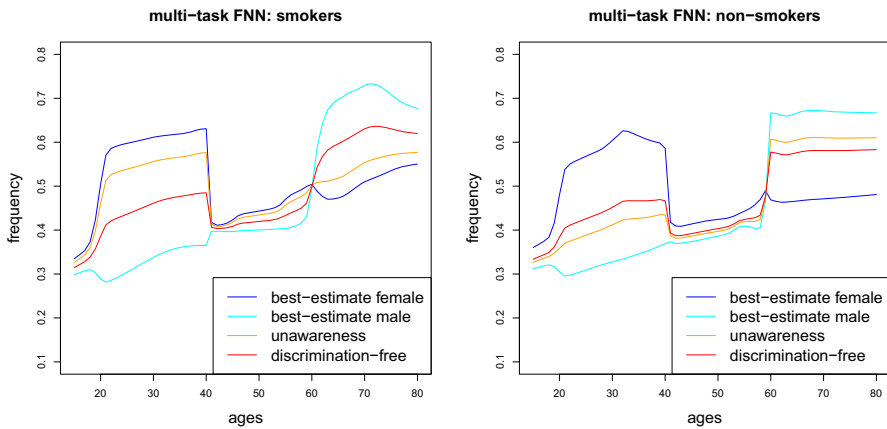 multi-task FNN: smokers
frequency
0.8
0.7
0.6
0.5
0.4
0.3
0.2
0.1
best-estimate female
best-estimate male
unawareness
discrimination-free
20 30 40 50 60 70 80
ages
multi-task FNN: non-smokers
frequency
0.8
0.7
0.6
0.5
0.4
0.3
0.2
0.1
best-estimate female
best-estimate male
unawareness
discrimination-free
20 30 40 50 60 70 80
ages